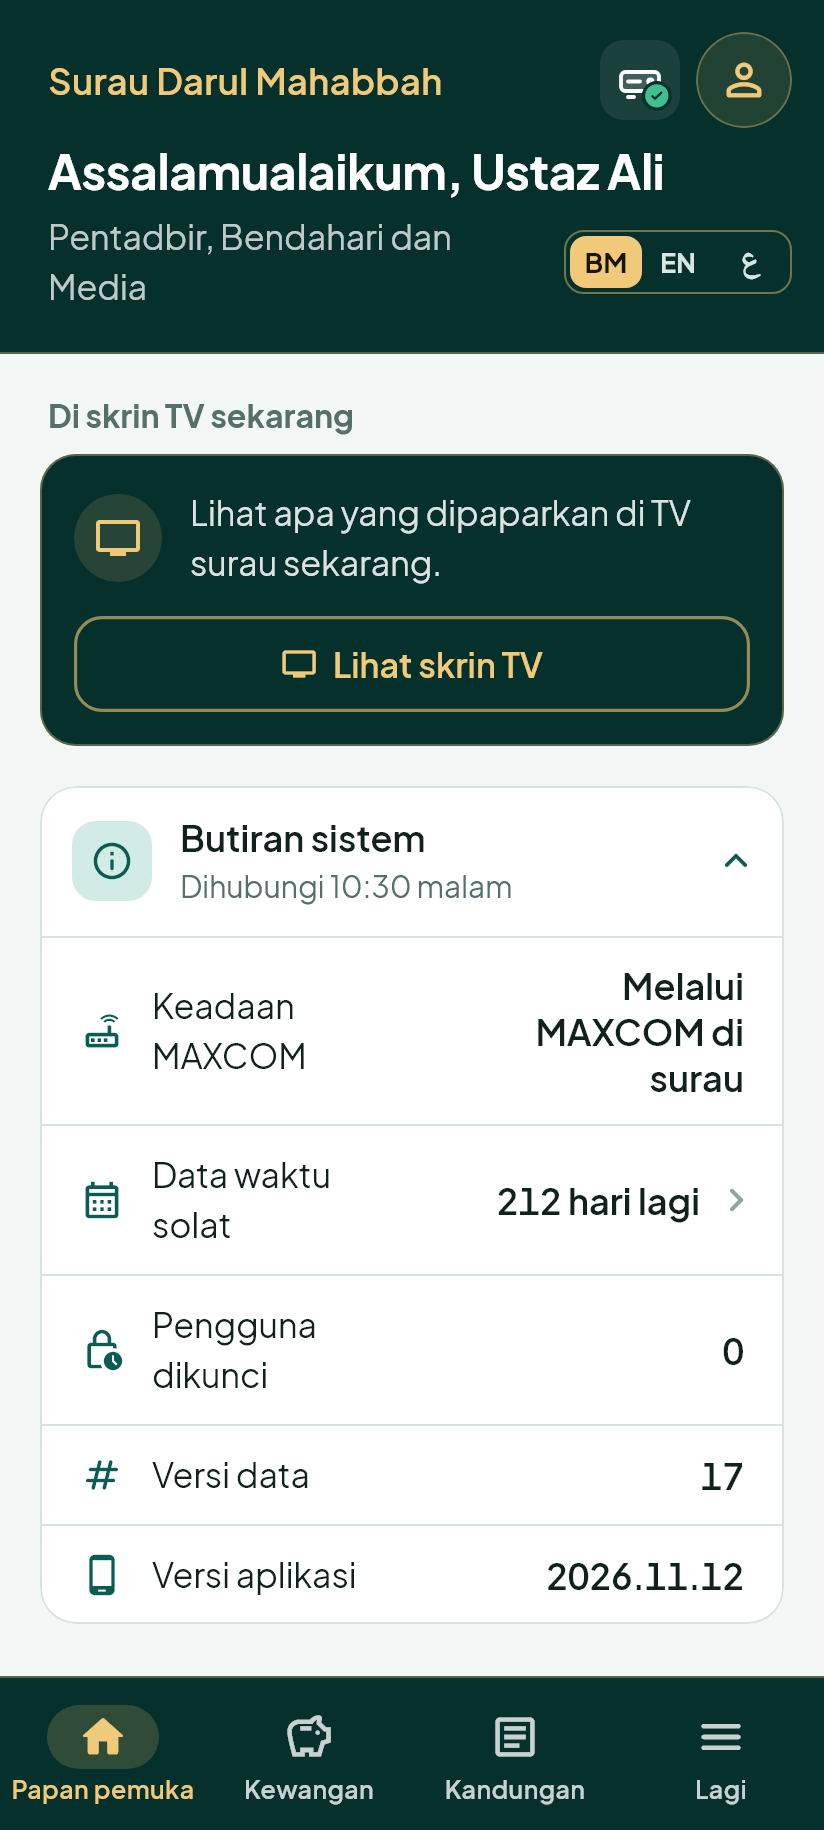 Surau Darul Mahabbah
Assalamualaikum, Ustaz Ali
Pentadbir, Bendahari dan
Media
BM EN ع
Di skrin TV sekarang
Lihat apa yang dipaparkan di TV
surau sekarang.
Lihat skrin TV
Butiran sistem
Dihubungi 10:30 malam
Keadaan
MAXCOM
Melalui
MAXCOM di
surau
Data waktu
solat
212 hari lagi
Pengguna
dikunci
0
Versi data
17
Versi aplikasi
2026.11.12
Papan pemuka
Kewangan
Kandungan
Lagi